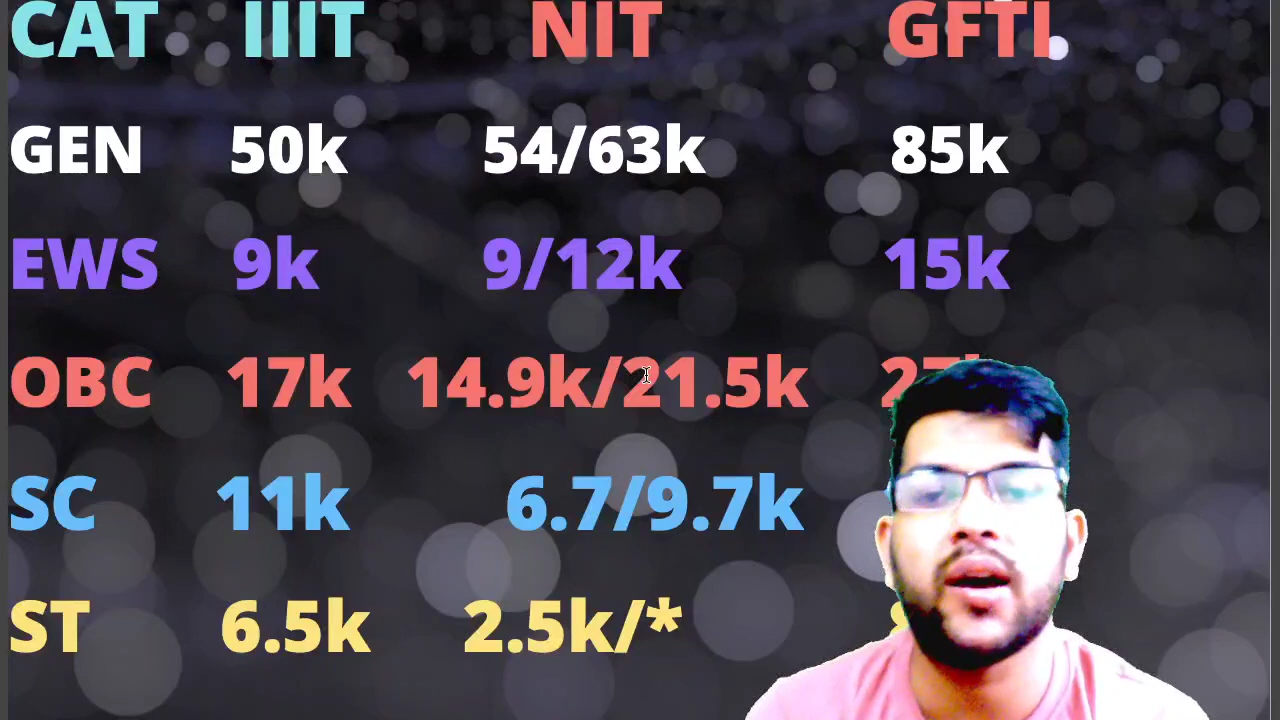 CAT IIIT NIT GFTI
GEN 50k 54/63k 85k
EWS 9k 9/12k 15k
OBC 17k 14.9k/21.5k
SC 11k 6.7/9.7k
ST 6.5k 2.5k/*